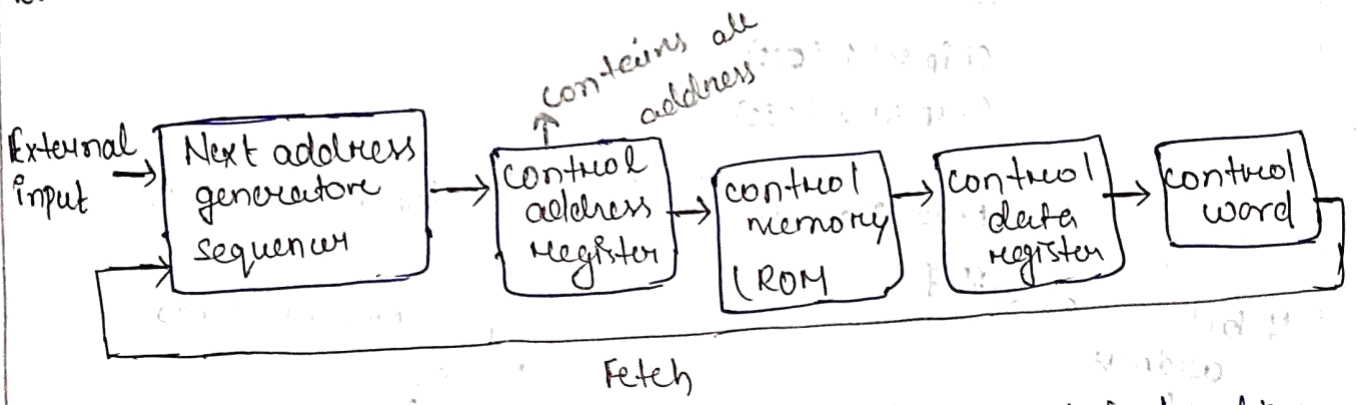 contains all
address
External
input
Next address
generatore
sequencer
control
address
register
control
memory
(ROM
control
data
register
control
word
Fetch